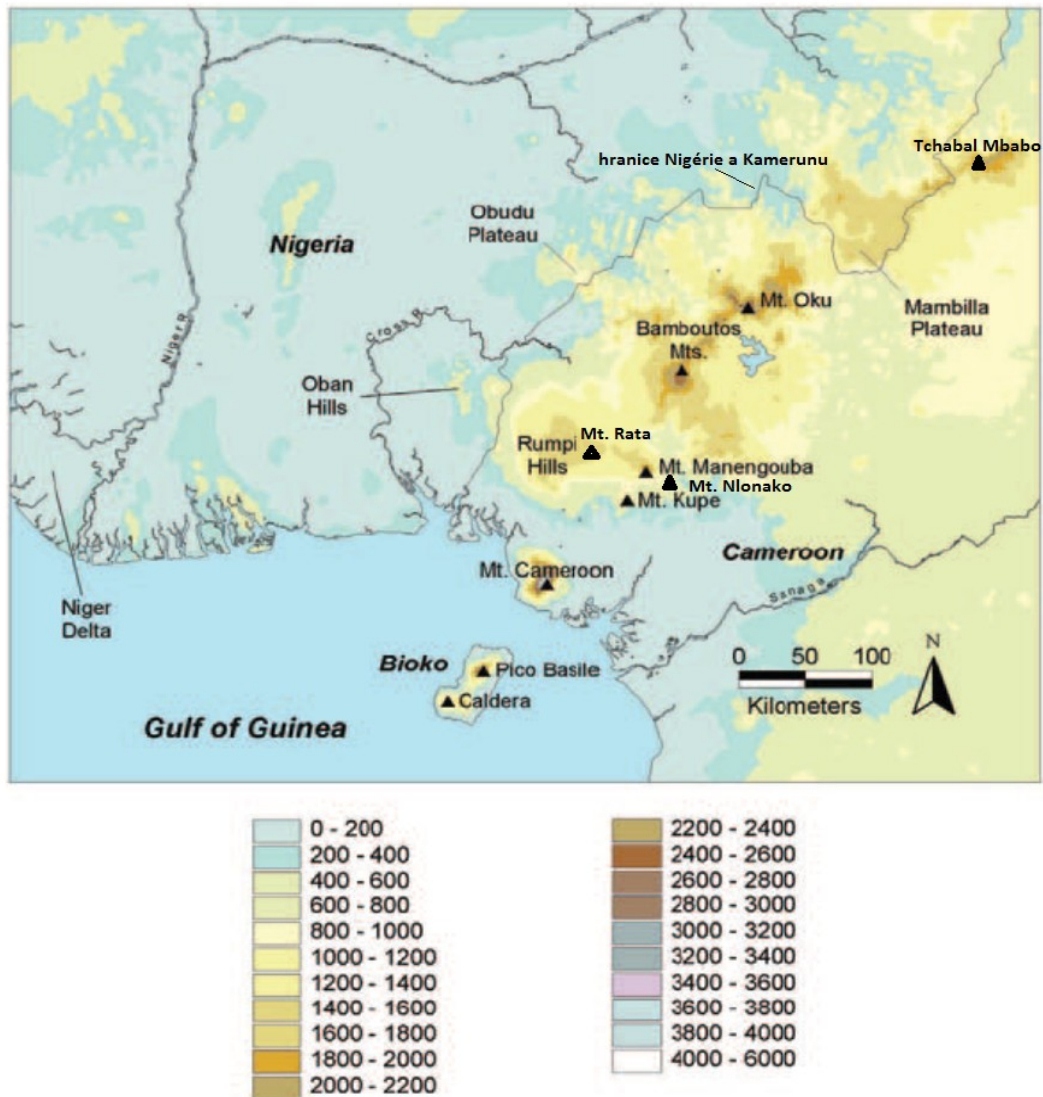 Tchabal Mbabo
hranice Nigérie a Kamerunu
Obudu
Plateau
Nigeria
Mt. Oku
Mambilla
Plateau
Niger R.
Cross R.
Bamboutos
Mts.
Oban
Hills
Mt. Rata
Rumpi
Hills
Mt. Manengouba
Mt. Nlonako
Mt. Kupe
Cameroon
Mt. Cameroon
Sanaga
Niger
Delta
Bioko
Pico Basile
Caldera
Gulf of Guinea
0 50 100
Kilometers
N
0 - 200
200 - 400
400 - 600
600 - 800
800 - 1000
1000 - 1200
1200 - 1400
1400 - 1600
1600 - 1800
1800 - 2000
2000 - 2200
2200 - 2400
2400 - 2600
2600 - 2800
2800 - 3000
3000 - 3200
3200 - 3400
3400 - 3600
3600 - 3800
3800 - 4000
4000 - 6000